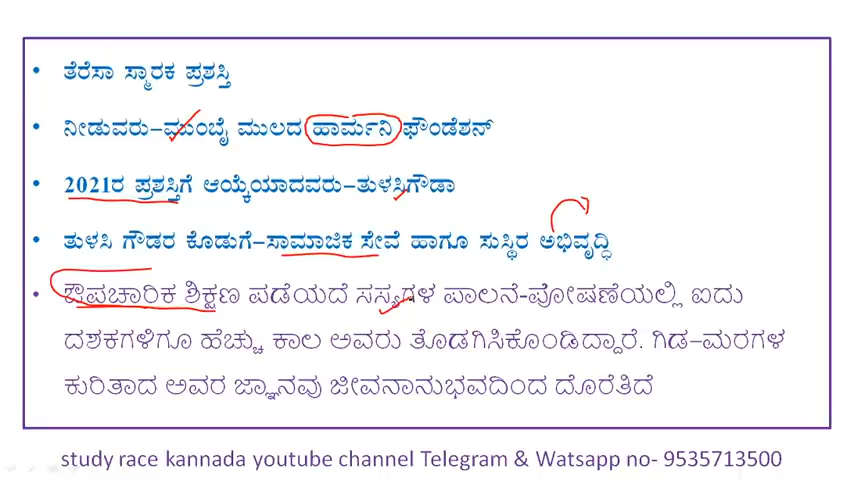 • ತೆರೆಸಾ ಸ್ಮಾರಕ ಪ್ರಶಸ್ತಿ
• ನೀಡುವರು–ಮುಂಬೈ ಮುಲದ ಹಾರ್ಮನಿ ಫೌಂಡೆಶನ್
• 2021ರ ಪ್ರಶಸ್ತಿಗೆ ಆಯ್ಕೆಯಾದವರು–ತುಳಸಿಗೌಡಾ
• ತುಳಸಿ ಗೌಡರ ಕೊಡುಗೆ–ಸಾಮಾಜಿಕ ಸೇವೆ ಹಾಗೂ ಸುಸ್ಥಿರ ಅಭಿವೃದ್ಧಿ
• ಔಪಚಾರಿಕ ಶಿಕ್ಷಣ ಪಡೆಯದೆ ಸಸ್ಯಗಳ ಪಾಲನೆ-ಪೋಷಣೆಯಲ್ಲಿ ಐದು
ದಶಕಗಳಿಗೂ ಹೆಚ್ಚು ಕಾಲ ಅವರು ತೊಡಗಿಸಿಕೊಂಡಿದ್ದಾರೆ. ಗಿಡ–ಮರಗಳ
ಕುರಿತಾದ ಅವರ ಜ್ಞಾನವು ಜೀವನಾನುಭವದಿಂದ ದೊರೆತಿದೆ
study race kannada youtube channel Telegram & Watsapp no- 9535713500